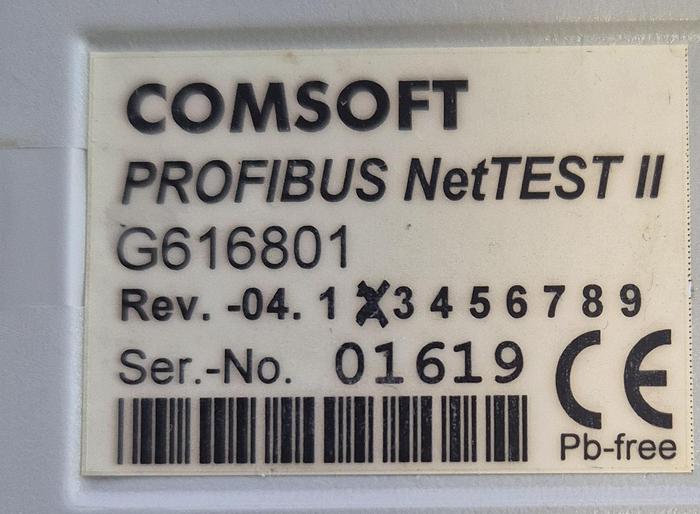 COMSOFT
PROFIBUS NetTEST II
G616801
Rev. -04. 1 X 3 4 5 6 7 8 9
Ser.-No. 01619
CE
Pb-free